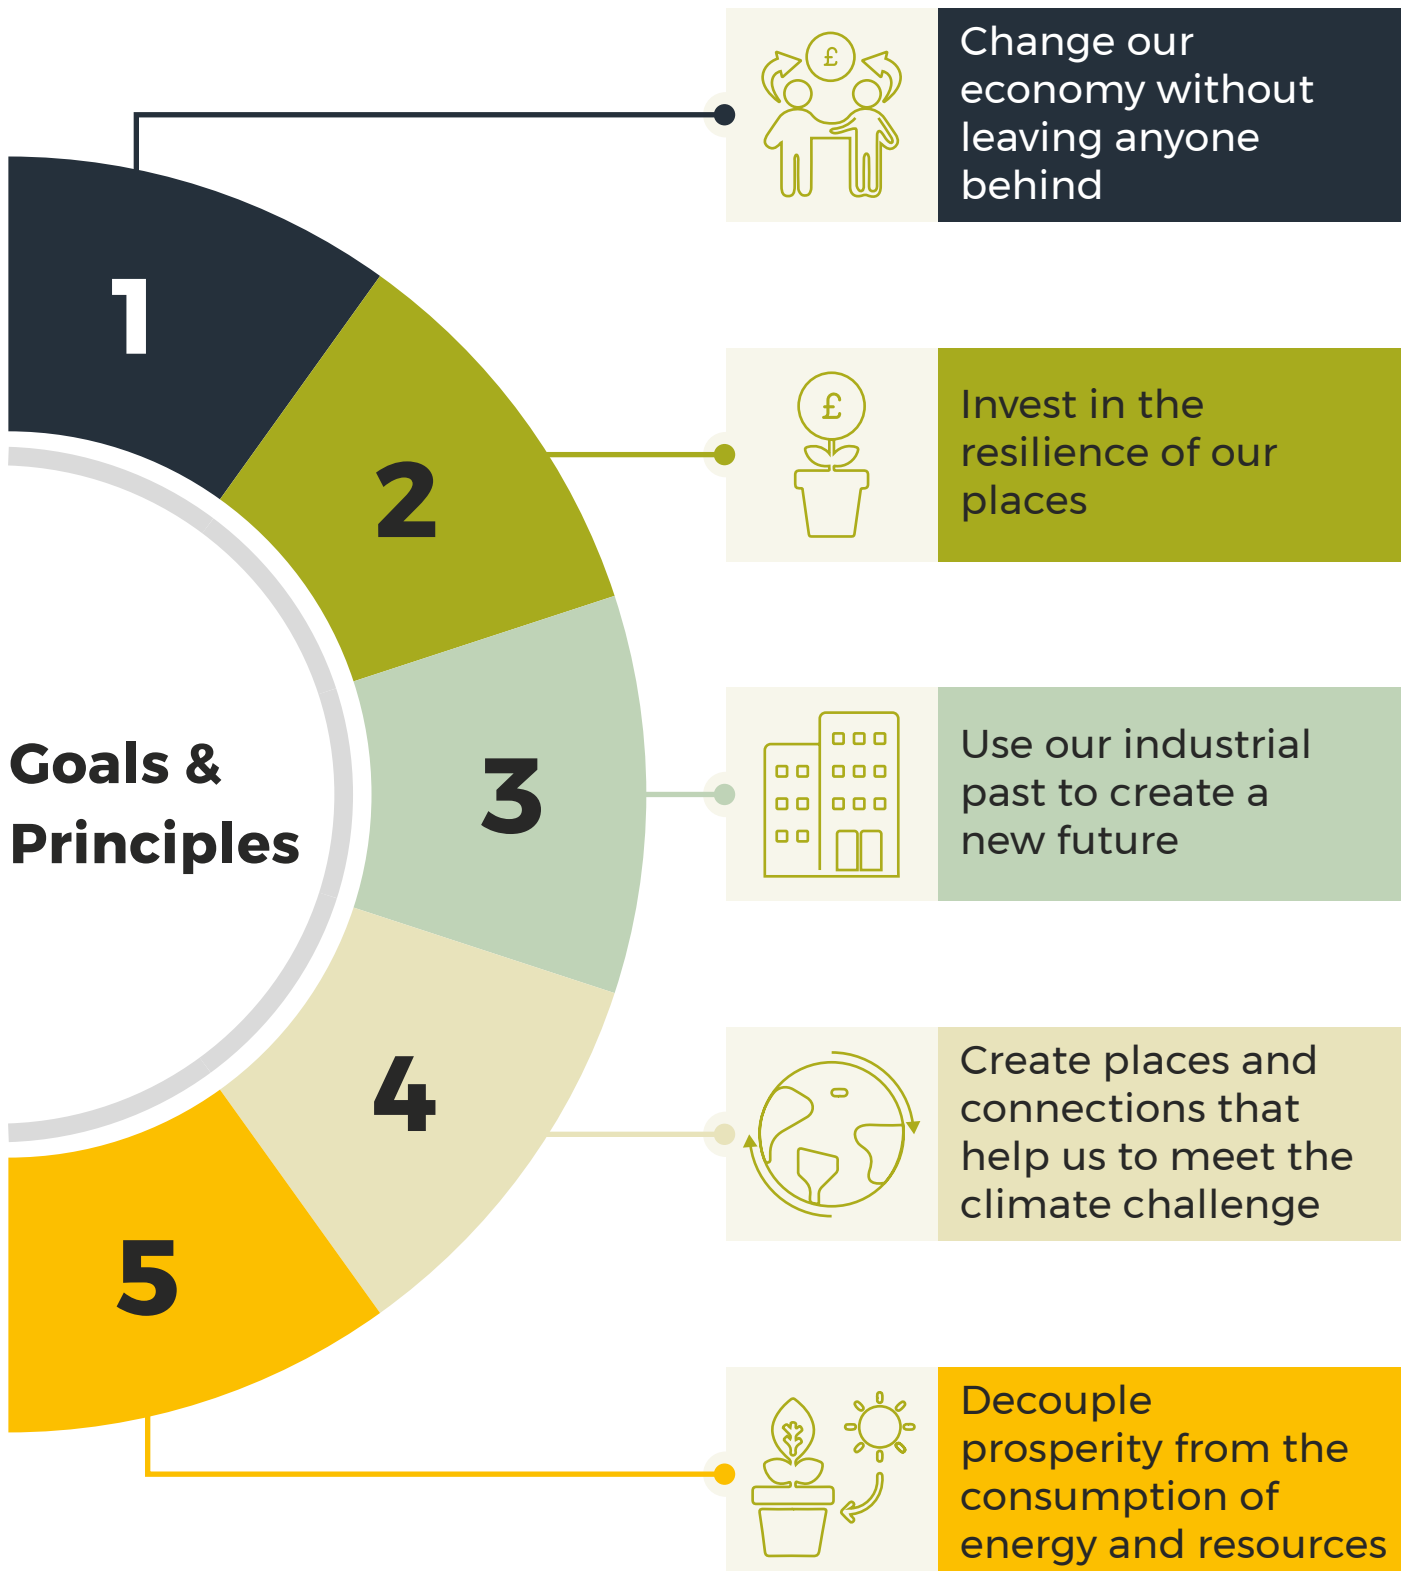 Goals &
Principles
1
£
Change our
economy without
leaving anyone
behind
2
£
Invest in the
resilience of our
places
3
Use our industrial
past to create a
new future
4
Create places and
connections that
help us to meet the
climate challenge
5
Decouple
prosperity from the
consumption of
energy and resources